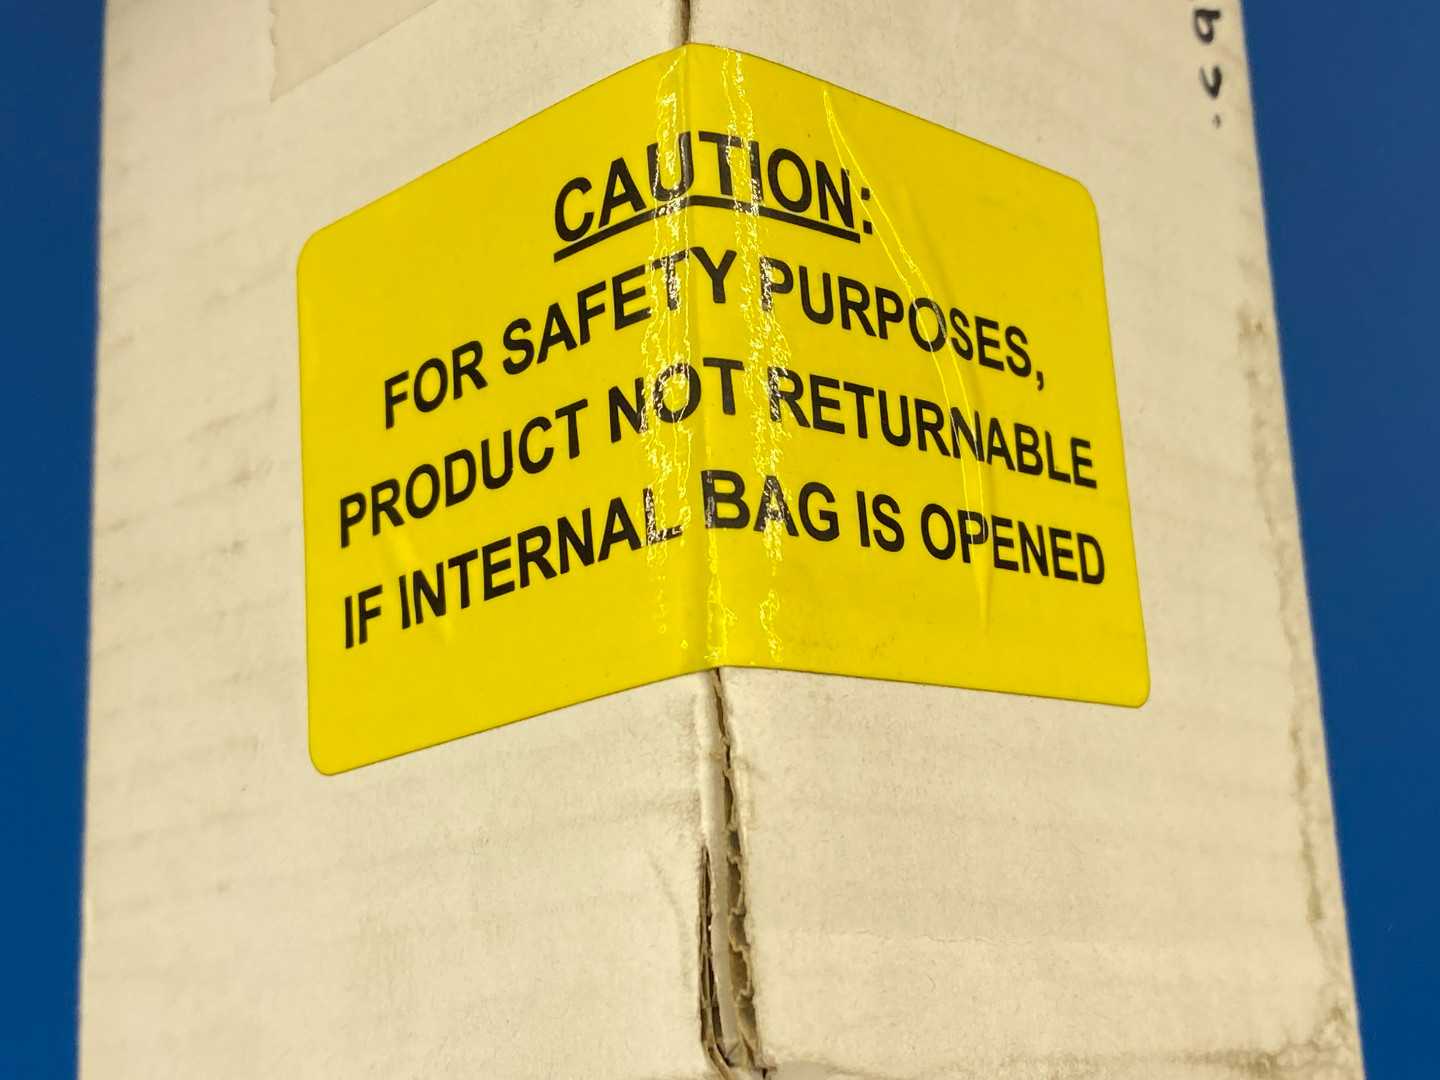 CAUTION:
FOR SAFETY PURPOSES,
PRODUCT NOT RETURNABLE
IF INTERNAL BAG IS OPENED